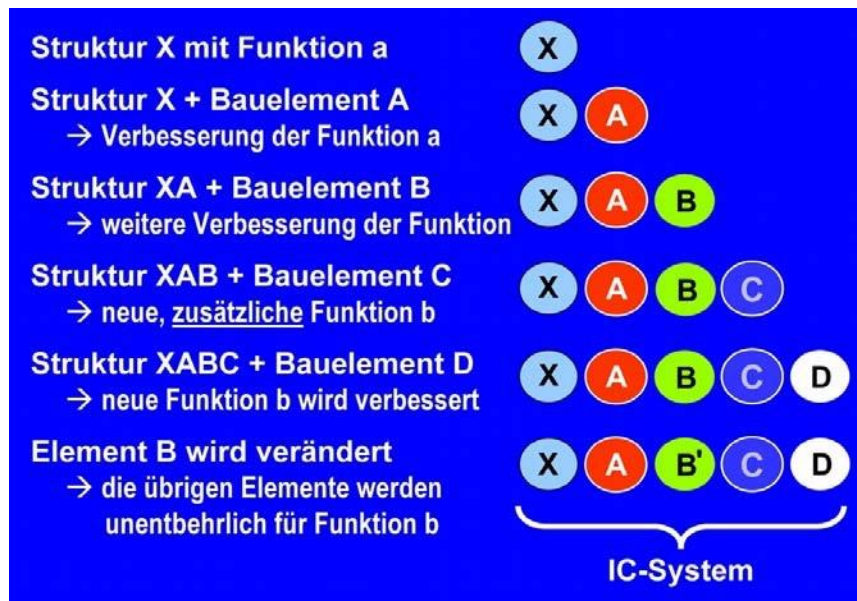 Struktur X mit Funktion a
X
Struktur X + Bauelement A
→ Verbesserung der Funktion a
X A
Struktur XA + Bauelement B
→ weitere Verbesserung der Funktion
X A B
Struktur XAB + Bauelement C
→ neue, zusätzliche Funktion b
X A B C
Struktur XABC + Bauelement D
→ neue Funktion b wird verbessert
X A B C D
Element B wird verändert
→ die übrigen Elemente werden
unentbehrlich für Funktion b
X A B' C D
IC-System